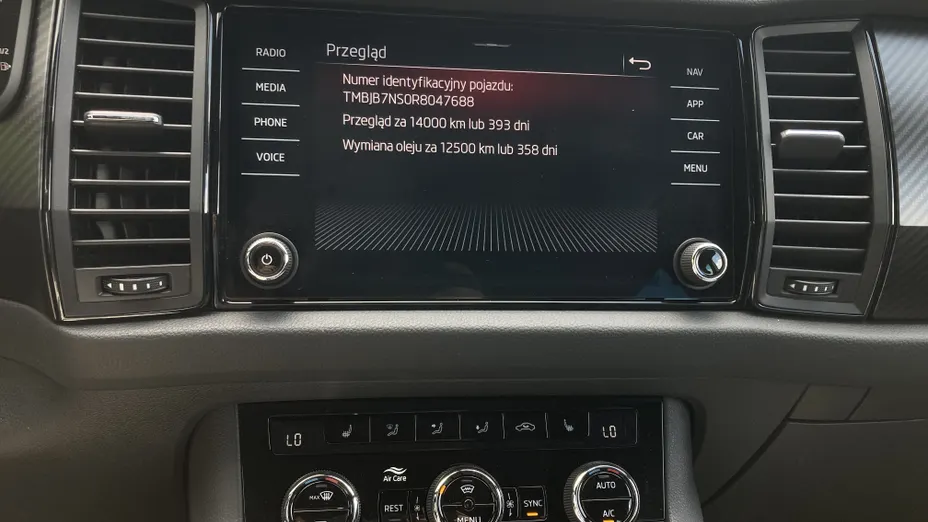 Przegląd
Numer identyfikacyjny pojazdu:
TMBJB7NS0R8047688
Przegląd za 14000 km lub 393 dni
Wymiana oleju za 12500 km lub 358 dni
RADIO
MEDIA
PHONE
VOICE
NAV
APP
CAR
MENU
LO
LO
Air Care
MAX
REST
MENU
SYNC
AUTO
A/C